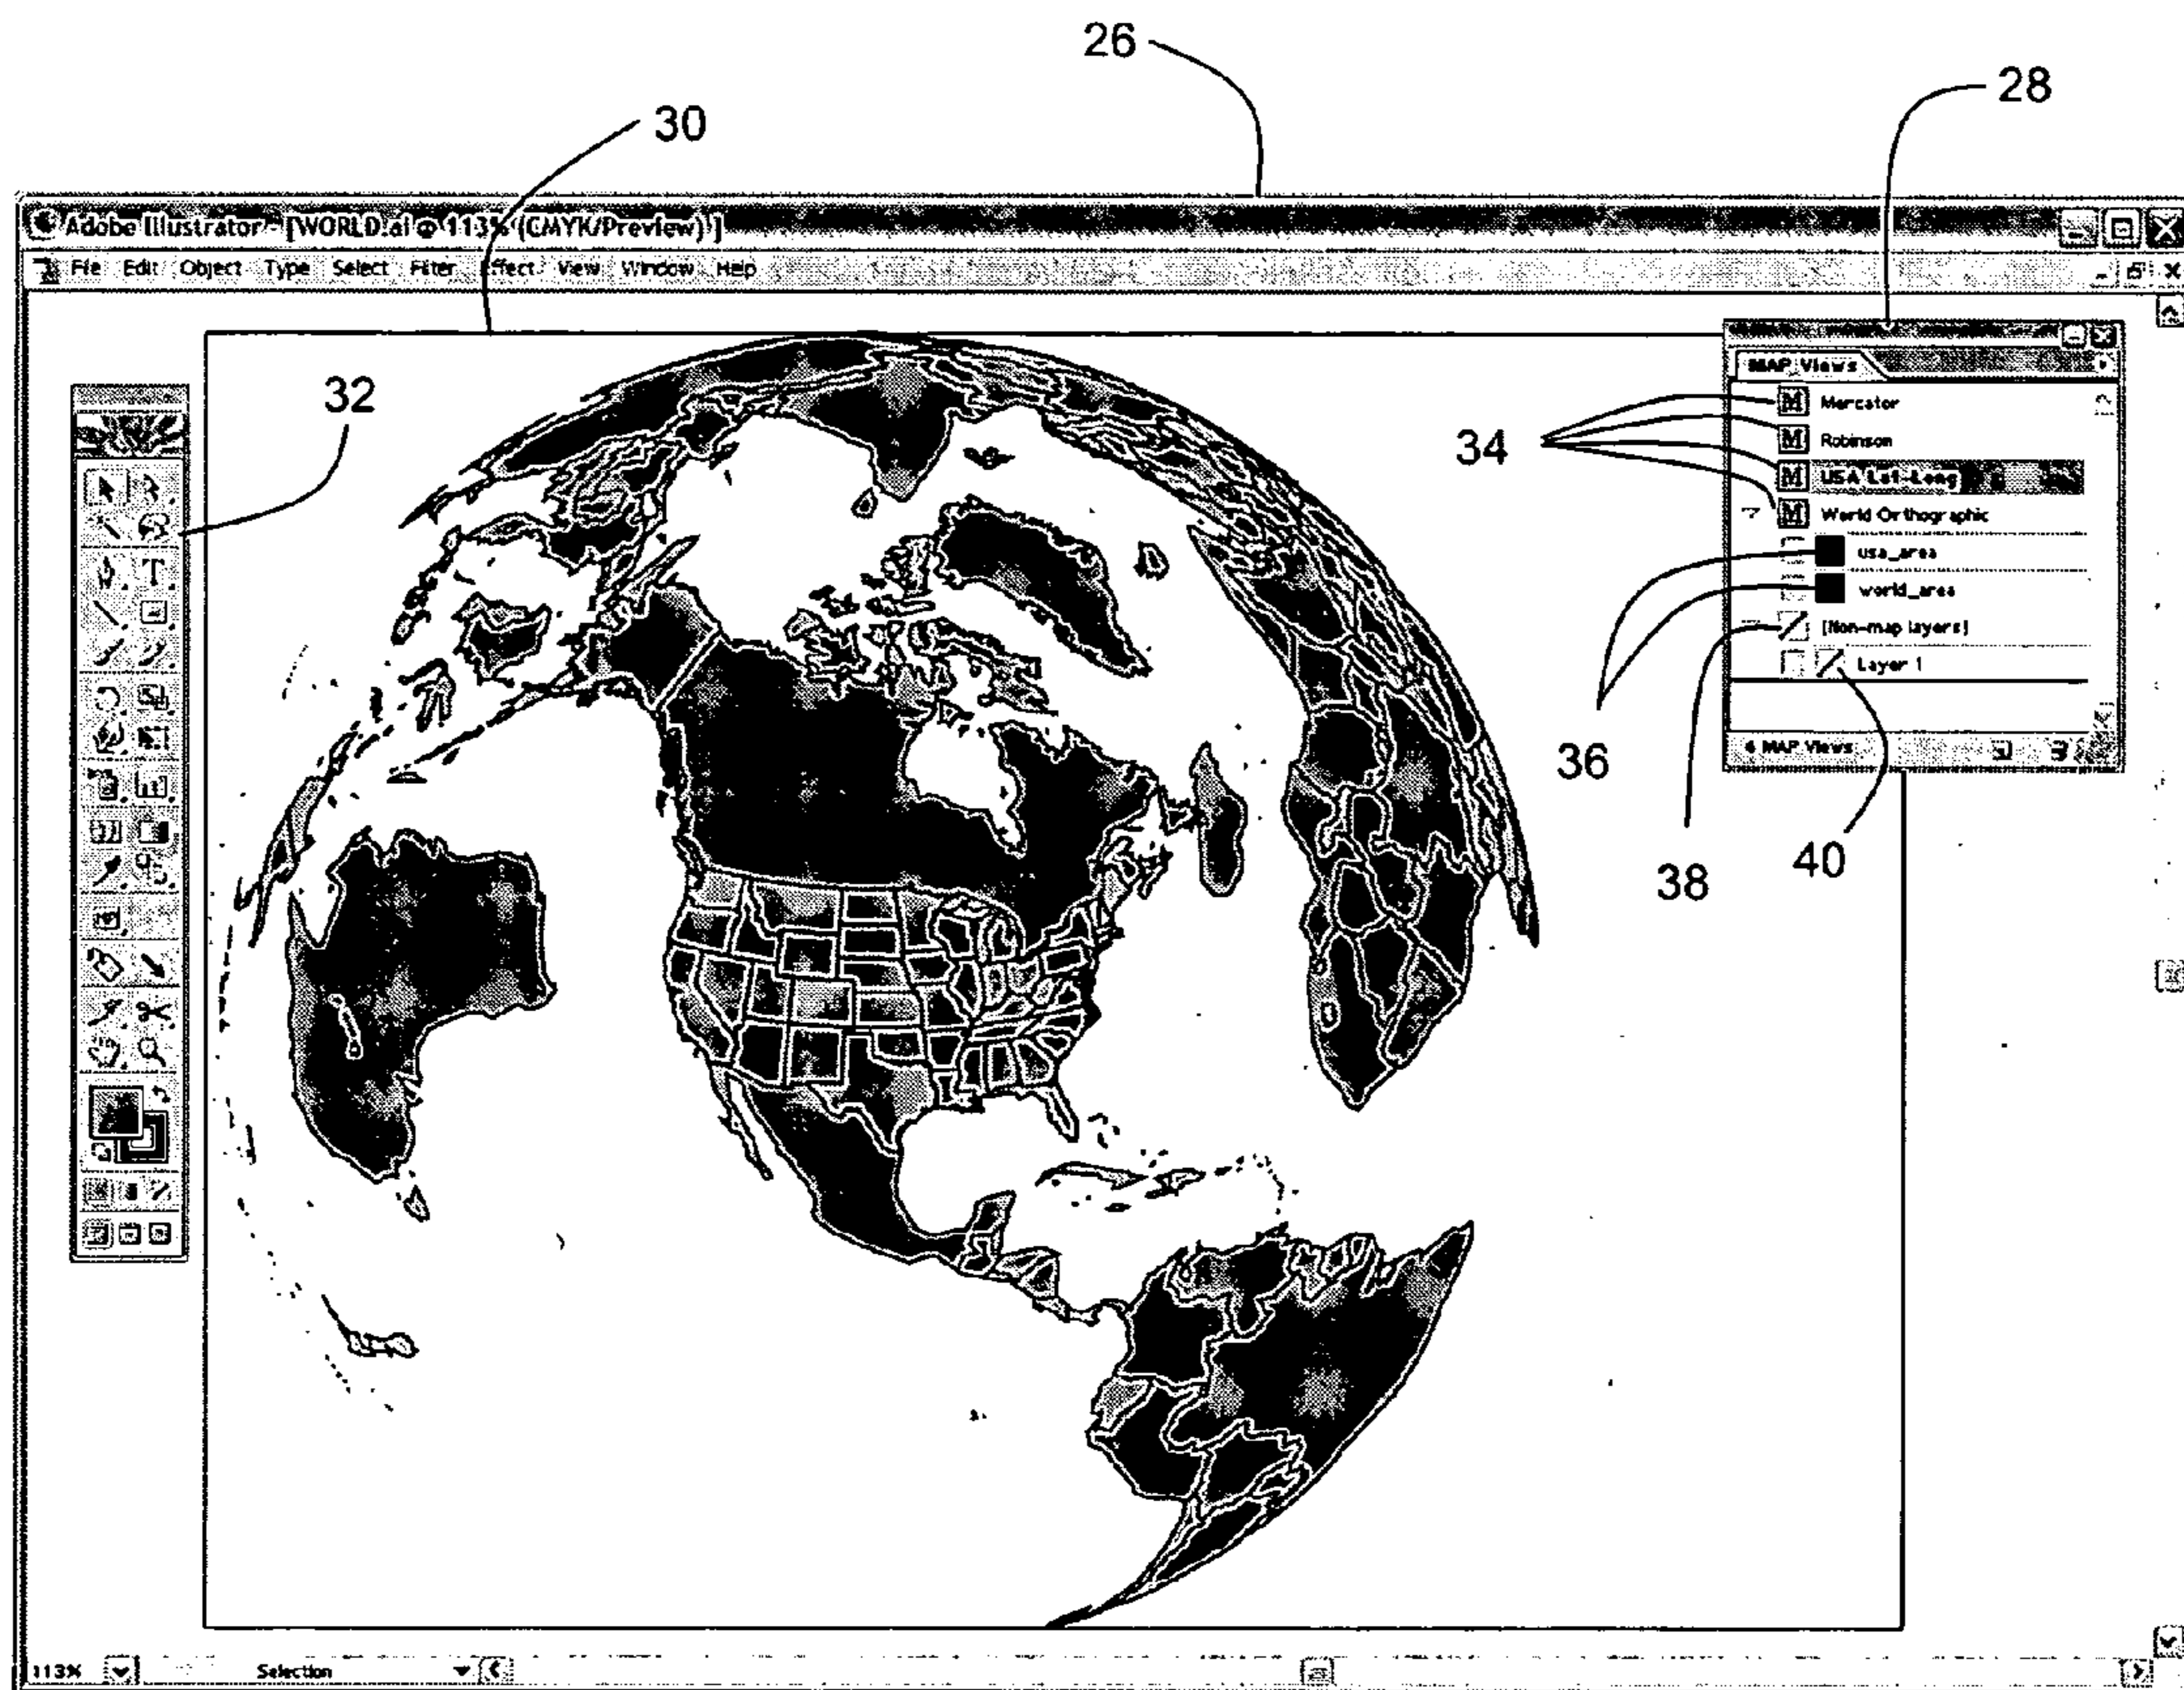 26
28
30
Adobe Illustrator - [WORLD.ai @ 113% (CMYK/Preview) ]
File Edit Object Type Select Filter Effect View Window Help
32
MAP Views
Mercator
Robinson
34
USA Lat-Long
World Orthographic
usa_area
world_area
[Non-map layers]
Layer 1
MAP Views
36
38
40
T
113% Selection